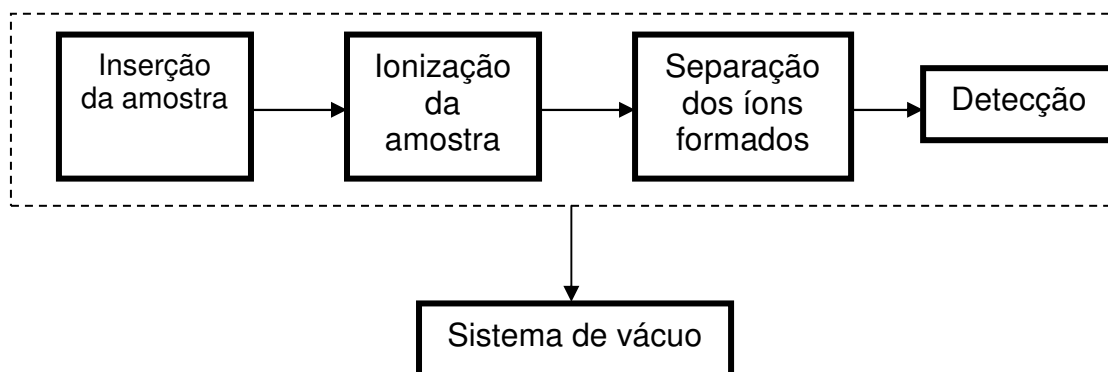 Inserção
da amostra
Ionização
da
amostra
Separação
dos íons
formados
Detecção
Sistema de vácuo